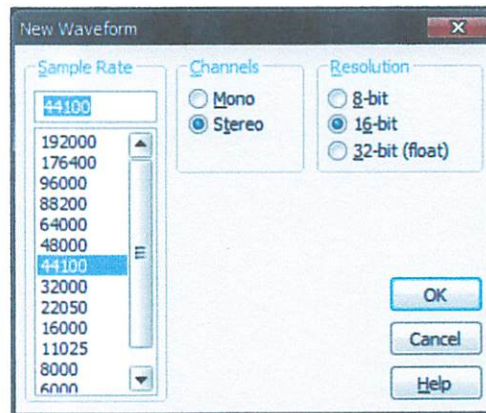 New Waveform
Sample Rate
44100
192000
176400
96000
88200
64000
48000
44100
32000
22050
16000
11025
8000
6000
Channels
Mono
Stereo
Resolution
8-bit
16-bit
32-bit (float)
OK
Cancel
Help